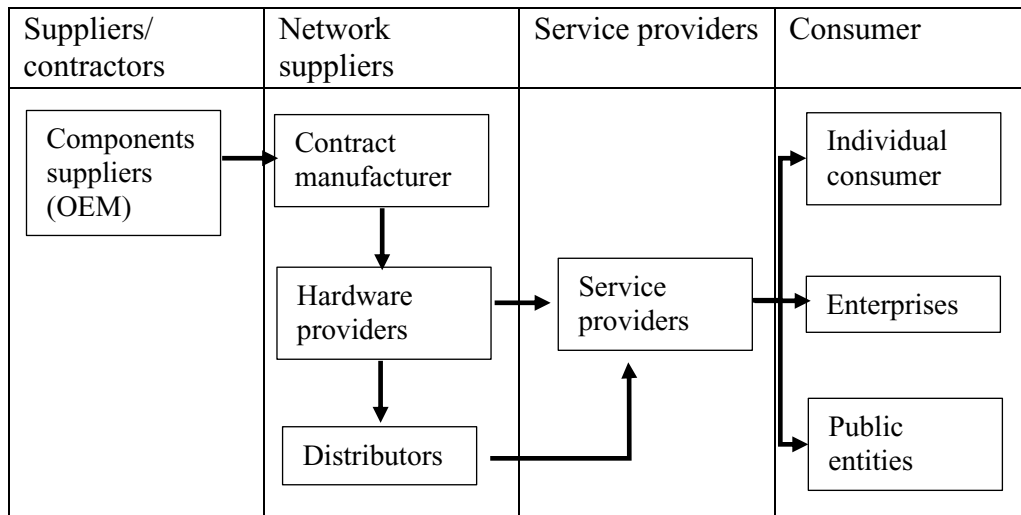 Suppliers/
contractors
Network
suppliers
Service providers
Consumer
Components
suppliers
(OEM)
Contract
manufacturer
Hardware
providers
Distributors
Service
providers
Individual
consumer
Enterprises
Public
entities